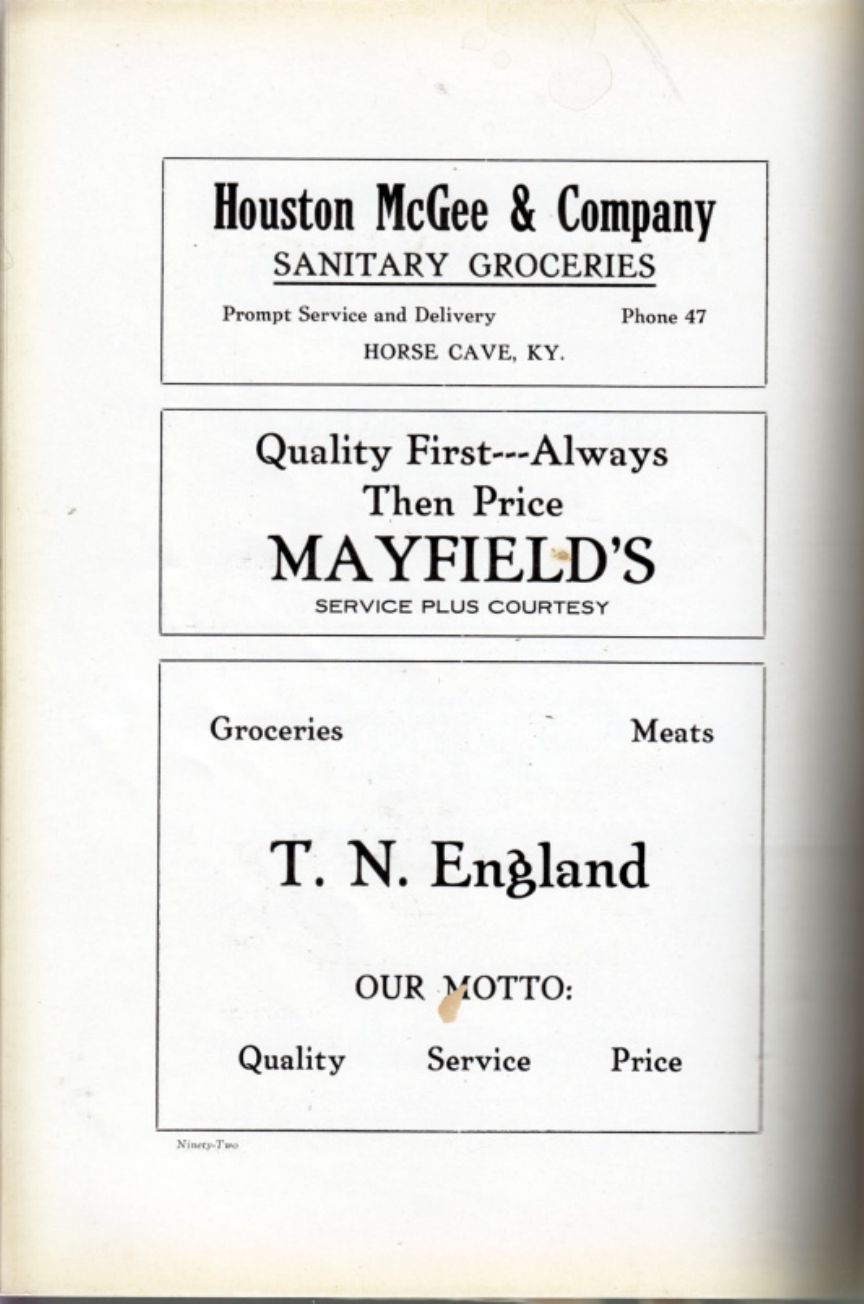 Houston McGee & Company
SANITARY GROCERIES
Prompt Service and Delivery Phone 47
HORSE CAVE, KY.
Quality First---Always
Then Price
MAYFIELD'S
SERVICE PLUS COURTESY
Groceries Meats
T. N. England
OUR MOTTO:
Quality Service Price
Ninety-Two